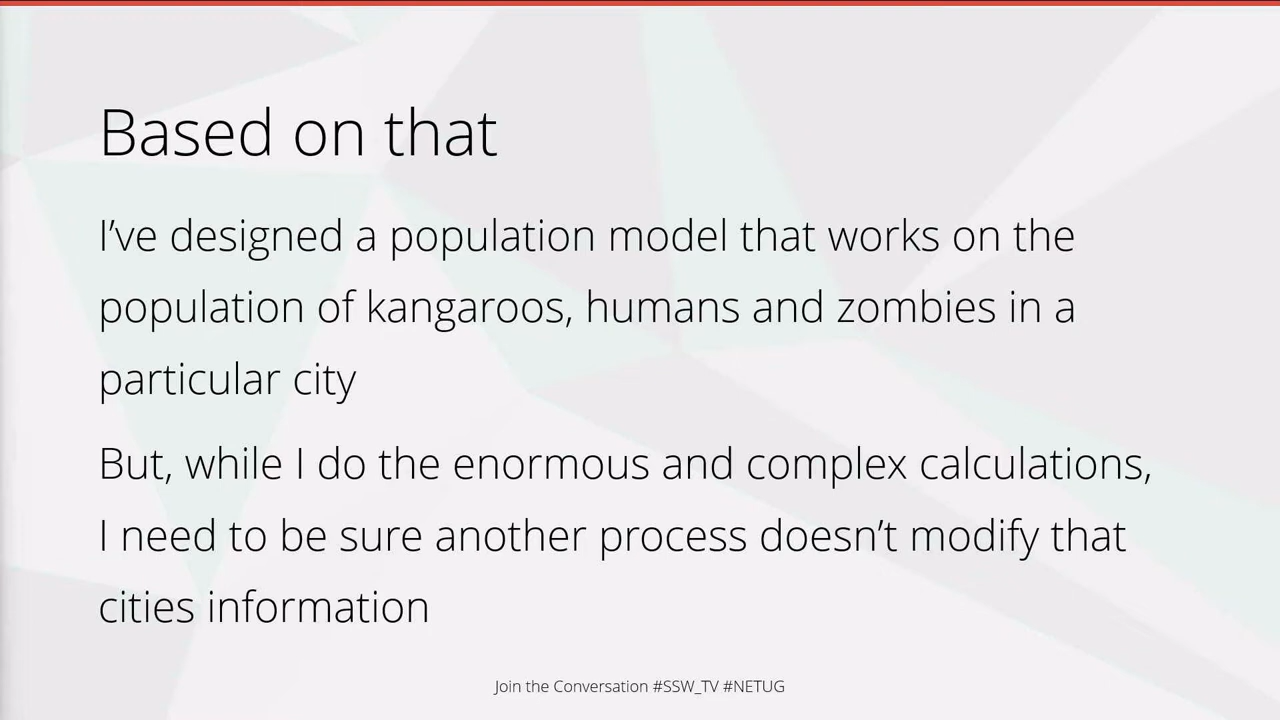 Based on that
I’ve designed a population model that works on the
population of kangaroos, humans and zombies in a
particular city
But, while I do the enormous and complex calculations,
I need to be sure another process doesn’t modify that
cities information
Join the Conversation #SSW_TV #NETUG